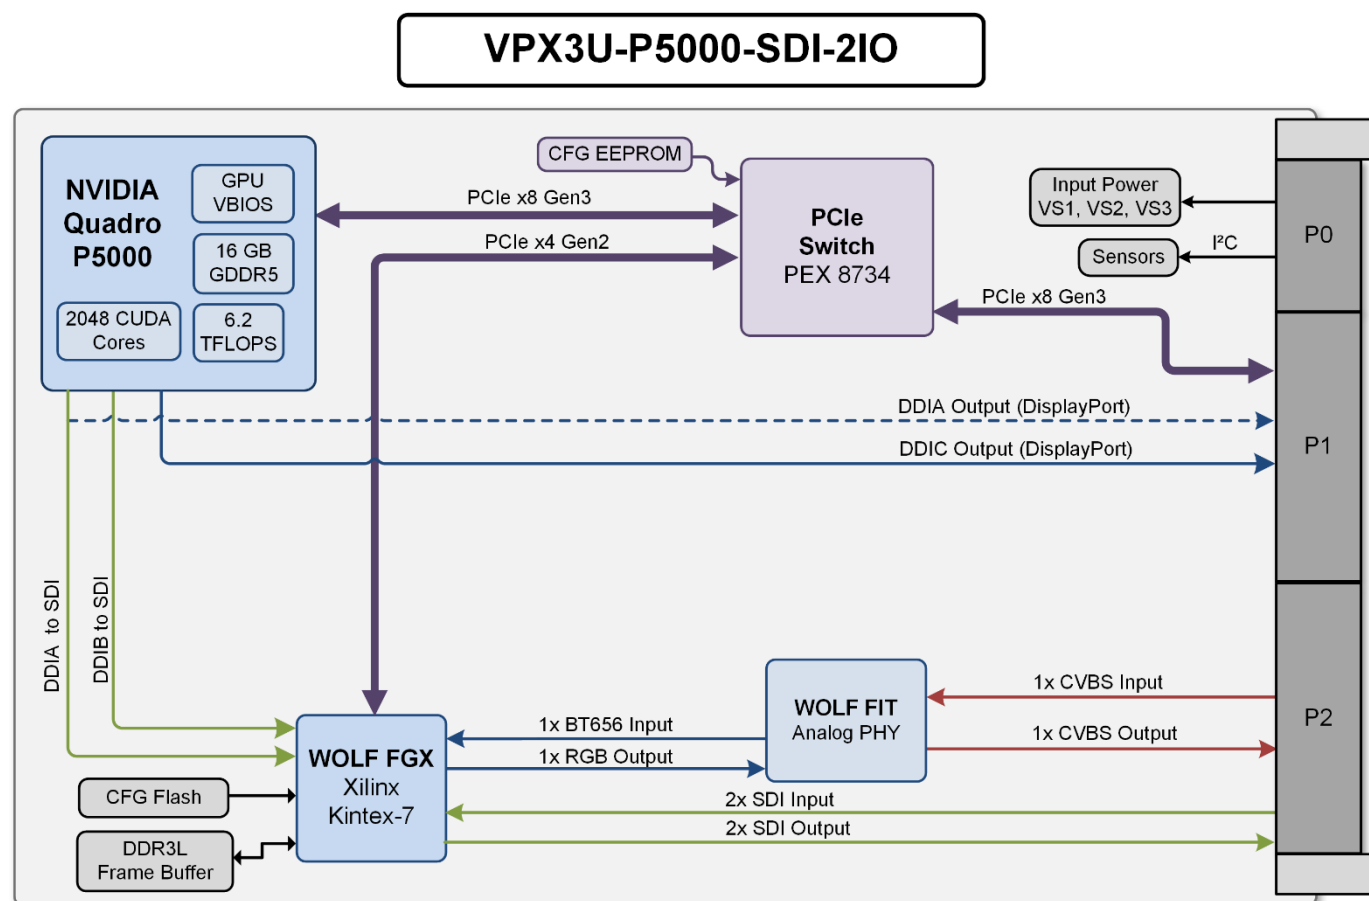 VPX3U-P5000-SDI-2IO
NVIDIA
Quadro
P5000
GPU
VBIOS
16 GB
GDDR5
2048 CUDA
Cores
6.2
TFLOPS
CFG EEPROM
PCIe x8 Gen3
PCIe x4 Gen2
PCIe
Switch
PEX 8734
PCIe x8 Gen3
Input Power
VS1, VS2, VS3
I²C
Sensors
P0
DDIA Output (DisplayPort)
DDIC Output (DisplayPort)
P1
DDIA to SDI
DDIB to SDI
WOLF FGX
Xilinx
Kintex-7
1x BT656 Input
1x RGB Output
WOLF FIT
Analog PHY
1x CVBS Input
1x CVBS Output
P2
2x SDI Input
2x SDI Output
CFG Flash
DDR3L
Frame Buffer